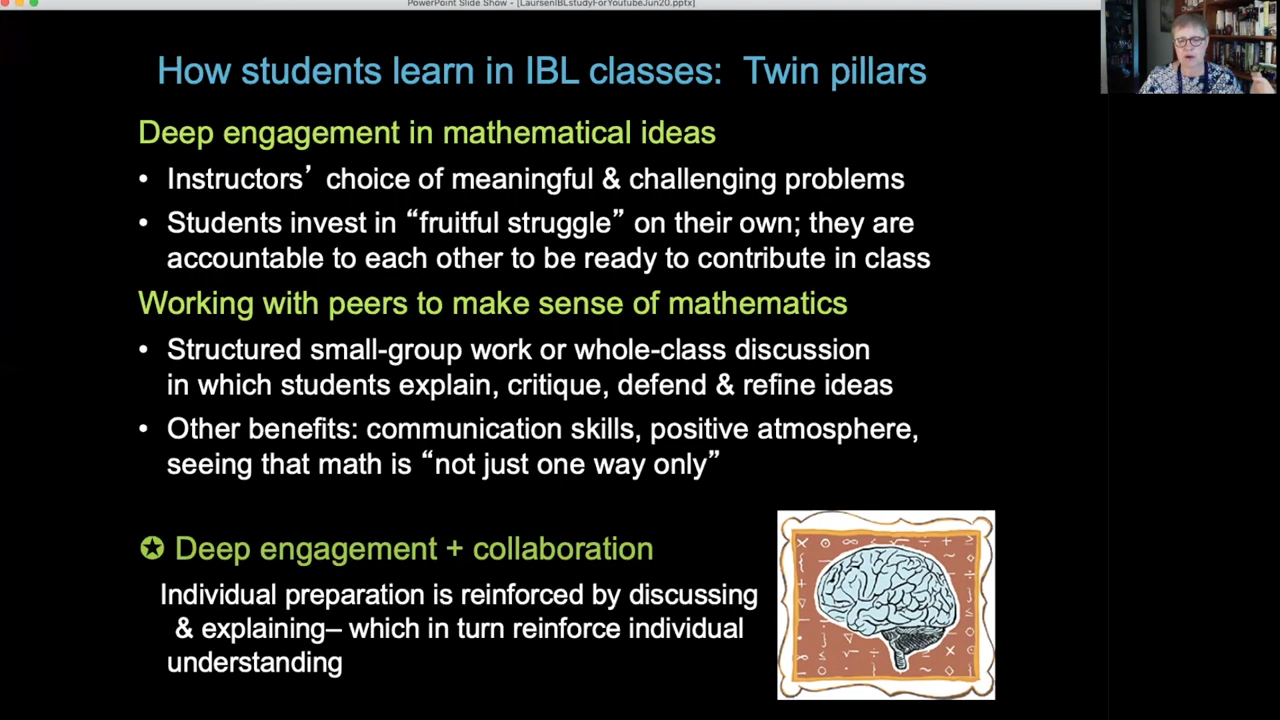 PowerPoint Slide Show - [LaursenIBLstudyForYoutubeJun20.pptx]
How students learn in IBL classes: Twin pillars
Deep engagement in mathematical ideas
• Instructors’ choice of meaningful & challenging problems
• Students invest in “fruitful struggle” on their own; they are
accountable to each other to be ready to contribute in class
Working with peers to make sense of mathematics
• Structured small-group work or whole-class discussion
in which students explain, critique, defend & refine ideas
• Other benefits: communication skills, positive atmosphere,
seeing that math is “not just one way only”
✪ Deep engagement + collaboration
Individual preparation is reinforced by discussing
& explaining– which in turn reinforce individual
understanding